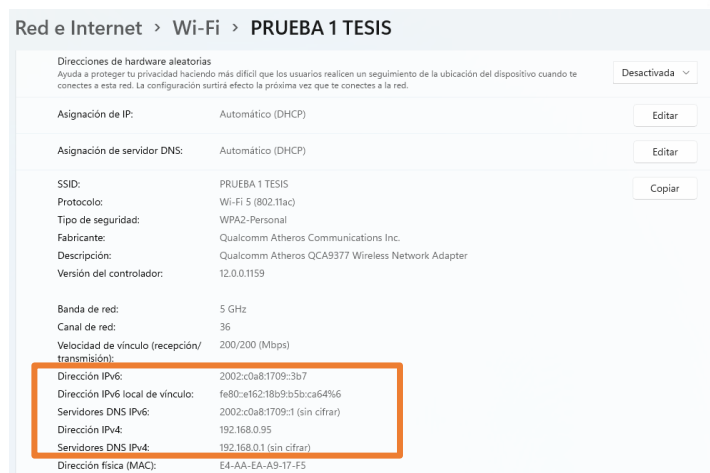 Red e Internet > Wi-Fi > PRUEBA 1 TESIS
Direcciones de hardware aleatorias
Ayuda a proteger tu privacidad haciendo más difícil que los usuarios realicen un seguimiento de la ubicación del dispositivo cuando te
conectes a esta red. La configuración surtirá efecto la próxima vez que te conectes a la red.
Desactivada
Asignación de IP: Automático (DHCP) Editar
Asignación de servidor DNS: Automático (DHCP) Editar
SSID: PRUEBA 1 TESIS Copiar
Protocolo: Wi-Fi 5 (802.11ac)
Tipo de seguridad: WPA2-Personal
Fabricante: Qualcomm Atheros Communications Inc.
Descripción: Qualcomm Atheros QCA9377 Wireless Network Adapter
Versión del controlador: 12.0.0.1159
Banda de red: 5 GHz
Canal de red: 36
Velocidad de vínculo (recepción/ 200/200 (Mbps)
transmisión):
Dirección IPv6: 2002:c0a8:1709::3b7
Dirección IPv6 local de vínculo: fe80::e162:18b9:b5b:ca64%6
Servidores DNS IPv6: 2002:c0a8:1709::1 (sin cifrar)
Dirección IPv4: 192.168.0.95
Servidores DNS IPv4: 192.168.0.1 (sin cifrar)
Dirección física (MAC): E4-AA-EA-A9-17-F5